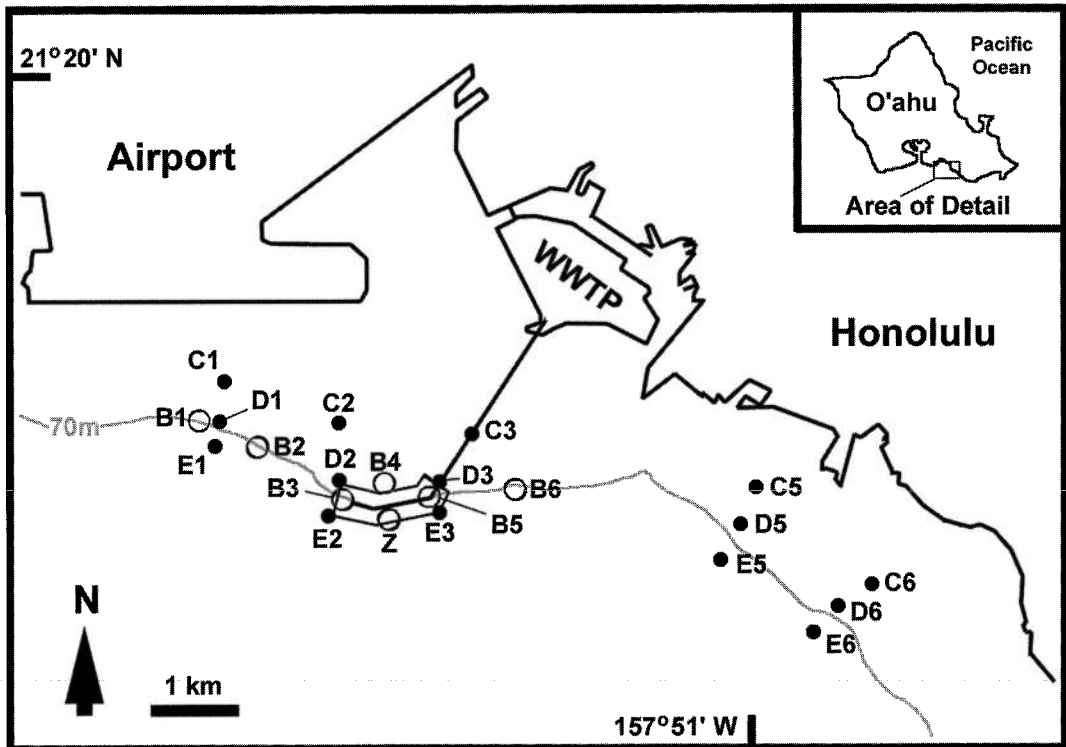 21° 20' N
Pacific
Ocean
O'ahu
Area of Detail
Airport
WWTP
Honolulu
C1
70m
B1
D1
C2
C3
E1
B2
D2
B4
D3
B3
B6
C5
E2
Z
E3
B5
D5
E5
C6
D6
E6
N
1 km
157° 51' W